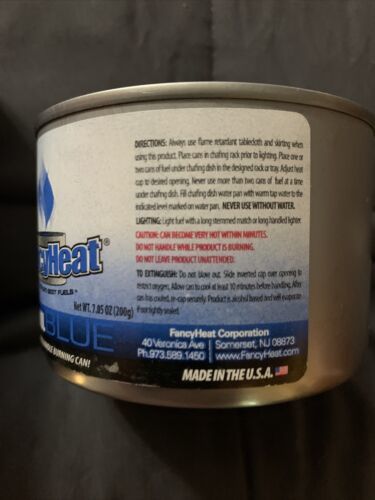 DIRECTIONS: Always use flame retardant tablecloth and skirting when
using this product. Place cans in chafing rack prior to lighting. Place one or
two cans of fuel under chafing dish in the designed rack or tray. Adjust heat
cap to desired opening. Never use more than two cans of fuel at a time
under chafing dish. Fill chafing dish water pan with warm tap water to the
indicated level marked on water pan. NEVER USE WITHOUT WATER.
LIGHTING: Light fuel with a long stemmed match or long handled lighter.
CAUTION: CAN BECOME VERY HOT WITHIN MINUTES.
DO NOT HANDLE WHILE PRODUCT IS BURNING.
DO NOT LEAVE PRODUCT UNATTENDED.
TO EXTINGUISH: Do not blow out. Slide inverted cap over opening to
restrict oxygen. Allow can to cool at least 10 minutes before handling. After
can has cooled, re-cap securely. Product is alcohol based and will evaporate
if not tightly sealed.
FancyHeat Corporation
40 Veronica Ave | Somerset, NJ 08873
Ph.973.589.1450 | www.FancyHeat.com
MADE IN THE U.S.A.
cyHeat®
BEST FUELS
Net WT. 7.05 OZ (200g)
BLUE
HANDLE BURNING CAN!